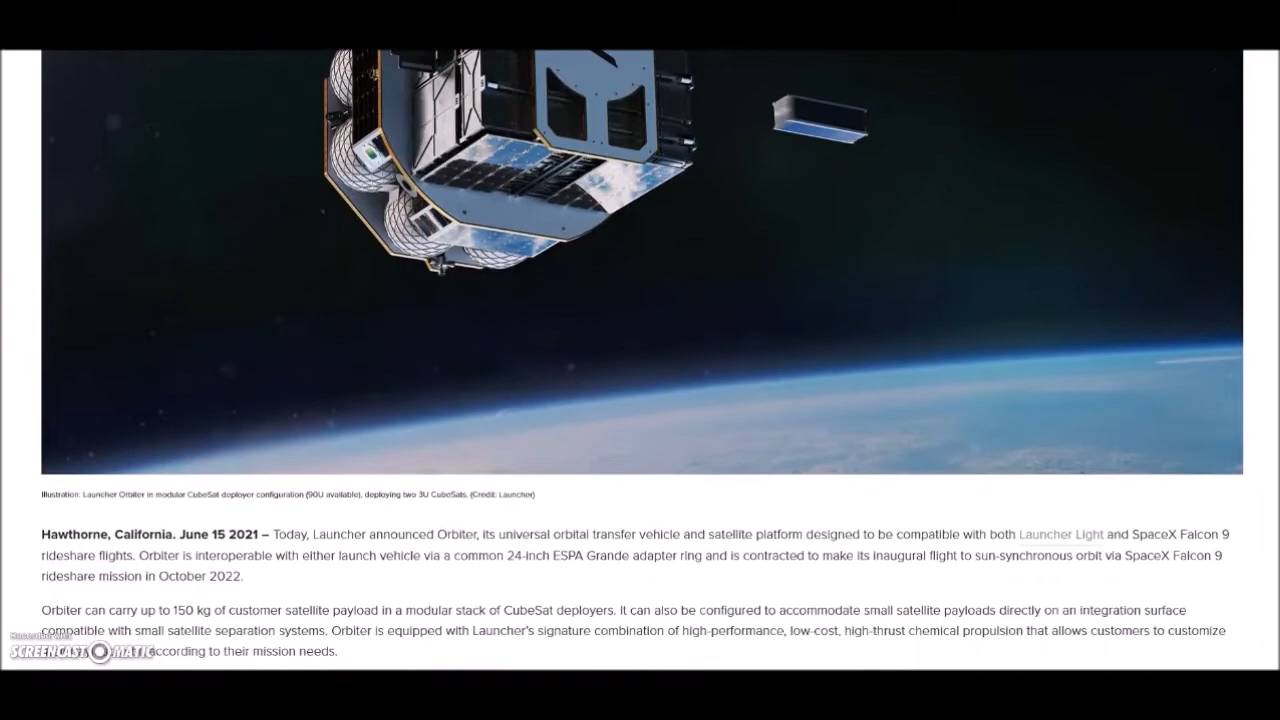 Illustration: Launcher Orbiter in modular CubeSat deployer configuration (90U available), deploying two 3U CubeSats. (Credit: Launcher)
Hawthorne, California. June 15 2021 – Today, Launcher announced Orbiter, its universal orbital transfer vehicle and satellite platform designed to be compatible with both Launcher Light and SpaceX Falcon 9
rideshare flights. Orbiter is interoperable with either launch vehicle via a common 24-inch ESPA Grande adapter ring and is contracted to make its inaugural flight to sun-synchronous orbit via SpaceX Falcon 9
rideshare mission in October 2022.
Orbiter can carry up to 150 kg of customer satellite payload in a modular stack of CubeSat deployers. It can also be configured to accommodate small satellite payloads directly on an integration surface
compatible with small satellite separation systems. Orbiter is equipped with Launcher's signature combination of high-performance, low-cost, high-thrust chemical propulsion that allows customers to customize
according to their mission needs.
SCREENCAST-O-MATIC